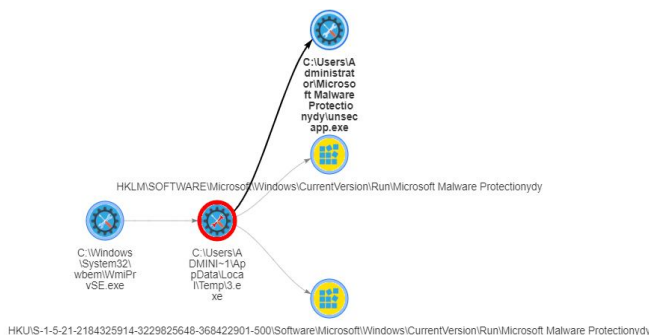 C:\Users\A
dministrat
or\Microso
ft Malware
Protectio
nydy\unsec
app.exe
HKLM\SOFTWARE\Microsoft\Windows\CurrentVersion\Run\Microsoft Malware Protectionydy
C:\Windows
\System32\
wbem\WmiPr
vSE.exe
C:\Users\A
DMINI~1\Ap
pData\Loca
l\Temp\3.e
xe
HKU\S-1-5-21-2184325914-3229825648-368422901-500\Software\Microsoft\Windows\CurrentVersion\Run\Microsoft Malware Protectionydy